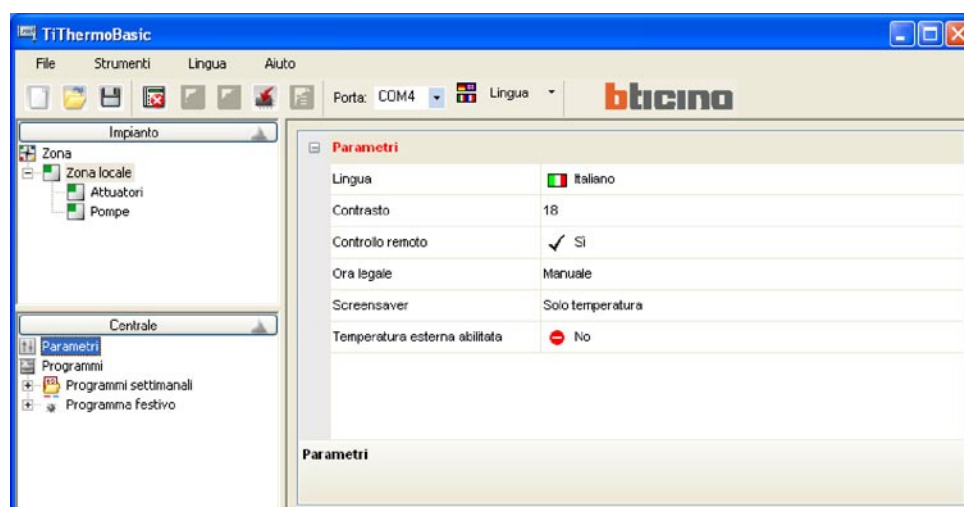 TiThermoBasic
File Strumenti Lingua Aiuto
Porta: COM4 Lingua bticino
Impianto
Zona
Zona locale
Attuatori
Pompe
Centrale
Parametri
Programmi
Programmi settimanali
Programma festivo
Parametri
Lingua Italiano
Contrasto 18
Controllo remoto Sì
Ora legale Manuale
Screensaver Solo temperatura
Temperatura esterna abilitata No
Parametri